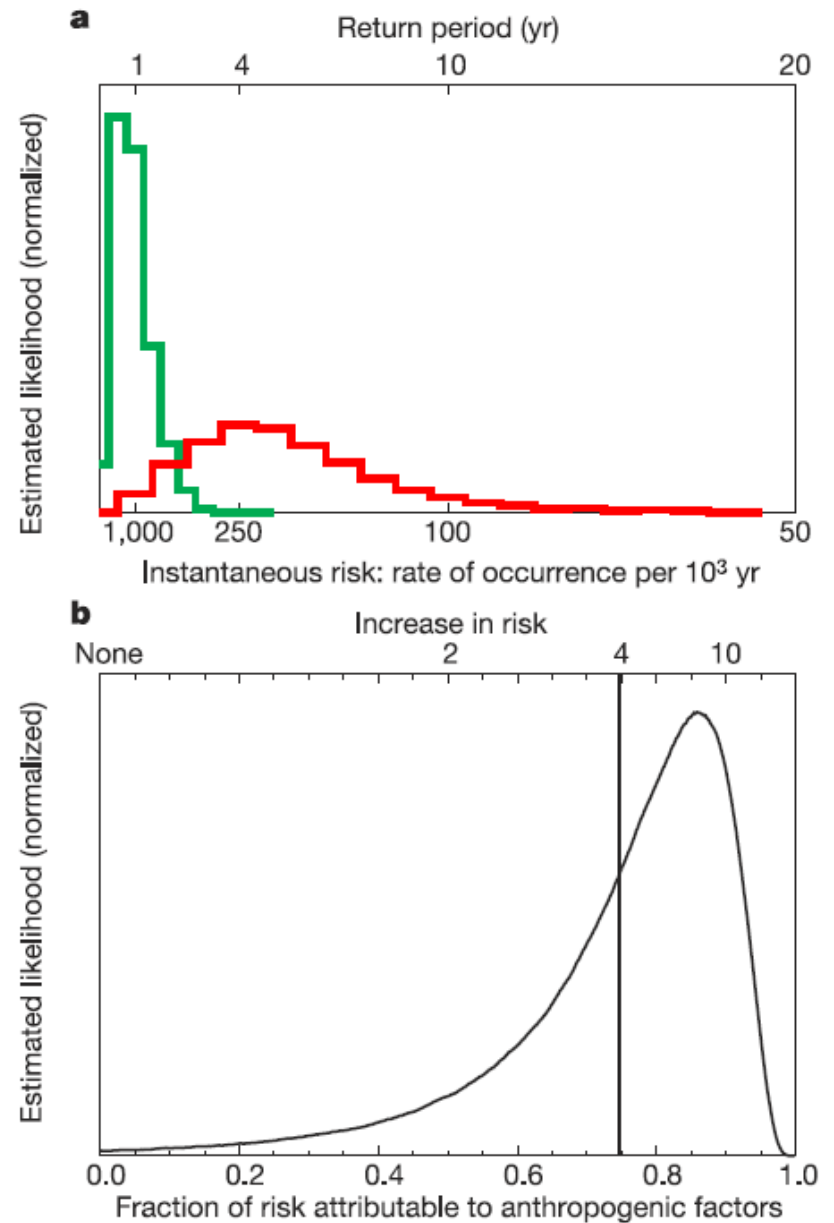 a
Return period (yr)
1 4 10 20
Estimated likelihood (normalized)
1,000 250 100 50
Instantaneous risk: rate of occurrence per 10³ yr
b
Increase in risk
None 2 4 10
Estimated likelihood (normalized)
0.0 0.2 0.4 0.6 0.8 1.0
Fraction of risk attributable to anthropogenic factors